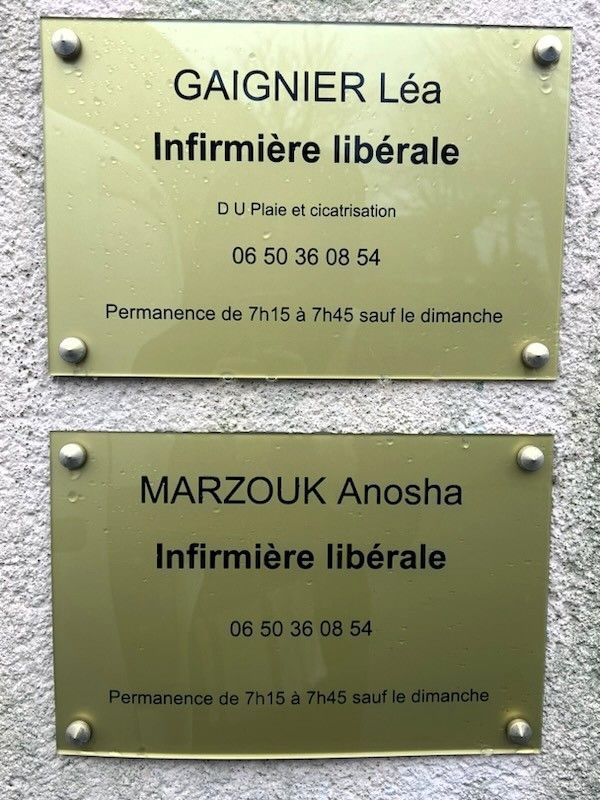 GAIGNIER Léa
Infirmière libérale
D U Plaie et cicatrisation
06 50 36 08 54
Permanence de 7h15 à 7h45 sauf le dimanche
MARZOUK Anosha
Infirmière libérale
06 50 36 08 54
Permanence de 7h15 à 7h45 sauf le dimanche